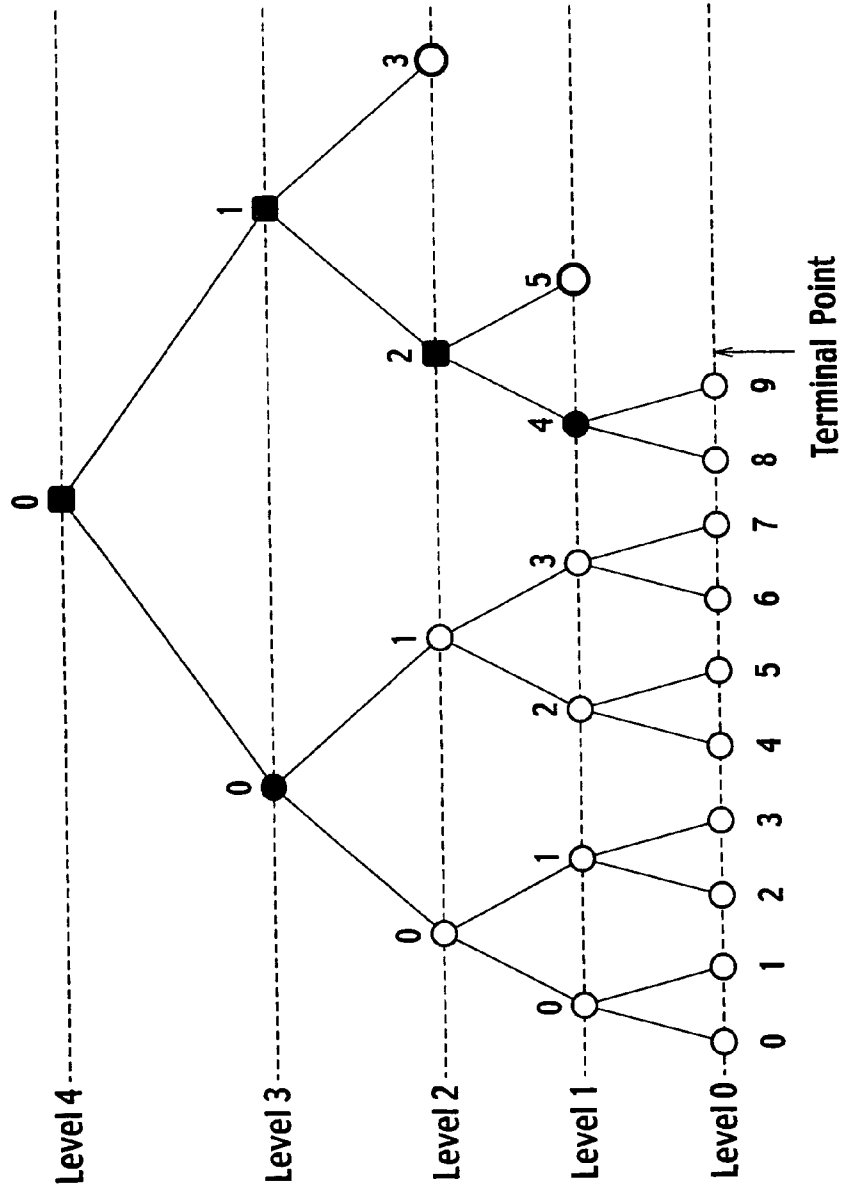 0
Level 4
0 1
Level 3
0 1 2 3
Level 2
0 1 2 3 4 5
Level 1
Level 0
0 1 2 3 4 5 6 7 8 9
Terminal Point